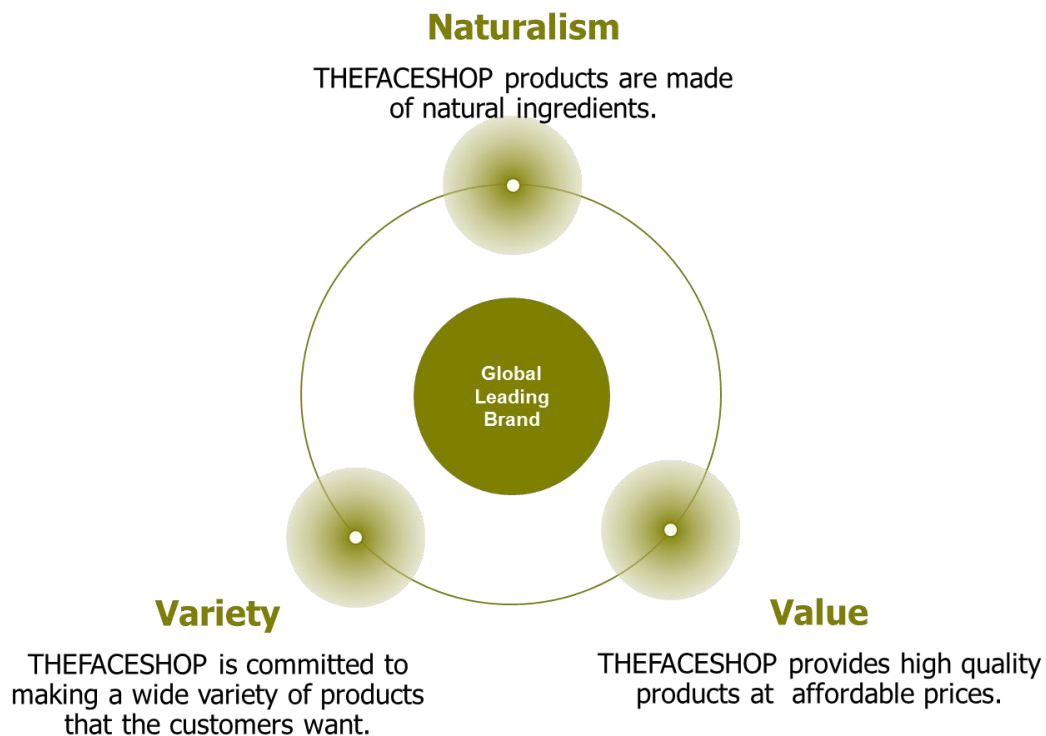 Naturalism
THEFACESHOP products are made
of natural ingredients.
Global
Leading
Brand
Variety
THEFACESHOP is committed to
making a wide variety of products
that the customers want.
Value
THEFACESHOP provides high quality
products at  affordable prices.